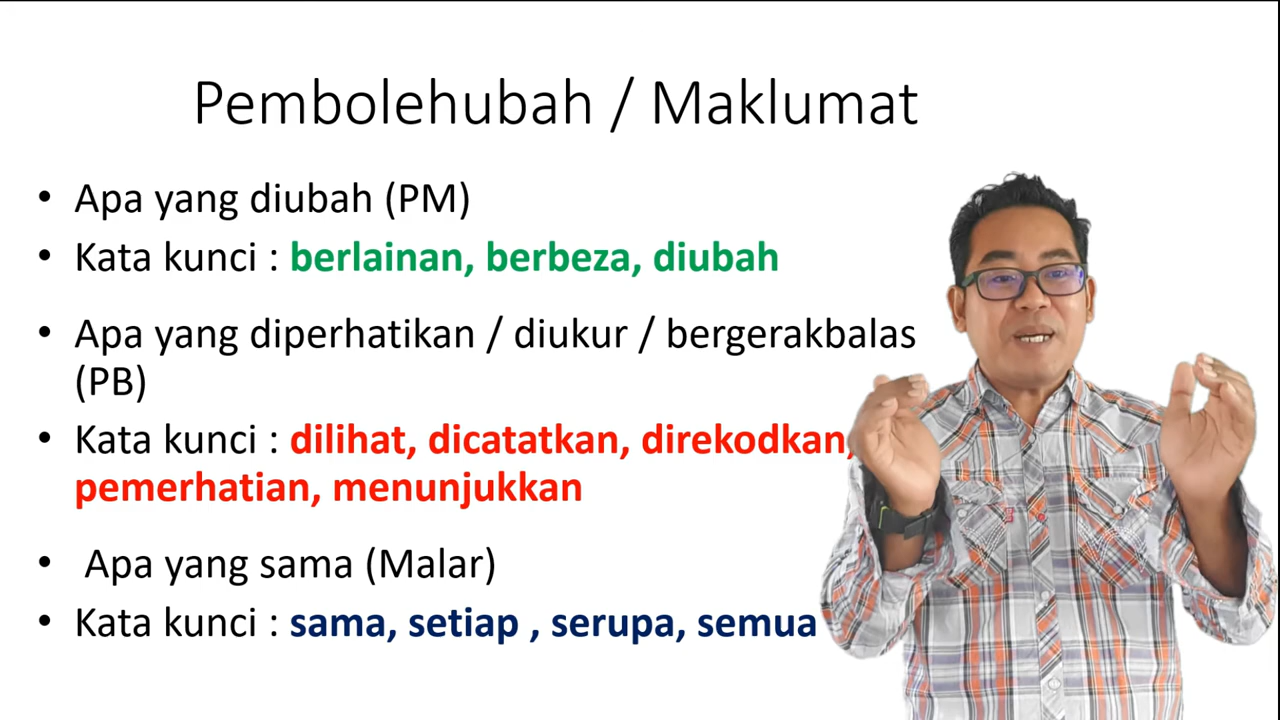 Pembolehubah / Maklumat
• Apa yang diubah (PM)
• Kata kunci : berlainan, berbeza, diubah
• Apa yang diperhatikan / diukur / bergerakbalas
(PB)
• Kata kunci : dilihat, dicatatkan, direkodkan,
pemerhatian, menunjukkan
• Apa yang sama (Malar)
• Kata kunci : sama, setiap , serupa, semua